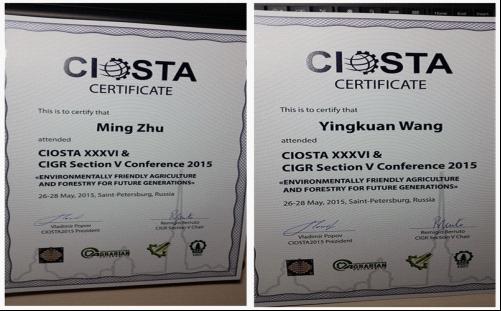 CIOSTA
CERTIFICATE
This is to certify that
Ming Zhu
attended
CIOSTA XXXVI &
CIGR Section V Conference 2015
«ENVIRONMENTALLY FRIENDLY AGRICULTURE
AND FORESTRY FOR FUTURE GENERATIONS»
26-28 May, 2015, Saint-Petersburg, Russia
Vladimir Popov
CIOSTA2015 Prezident
Remigio Berruto
CIGR Section V Chair
AGRARIAN
CIOSTA
CERTIFICATE
This is to certify that
Yingkuan Wang
attended
CIOSTA XXXVI &
CIGR Section V Conference 2015
«ENVIRONMENTALLY FRIENDLY AGRICULTURE
AND FORESTRY FOR FUTURE GENERATIONS»
26-28 May, 2015, Saint-Petersburg, Russia
Vladimir Popov
CIOSTA2015 Prezident
Remigio Berruto
CIGR Section V Chair
AGRARIAN